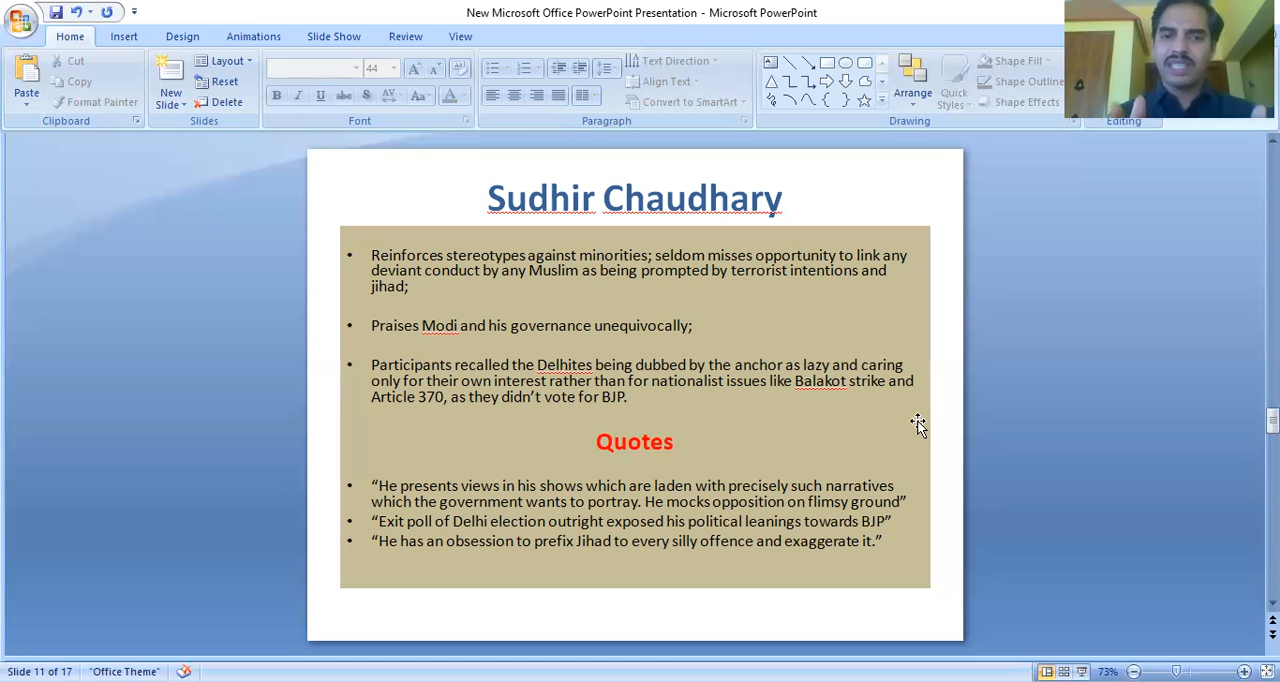 New Microsoft Office PowerPoint Presentation - Microsoft PowerPoint
Home Insert Design Animations Slide Show Review View
Paste
Cut
Copy
Format Painter
Clipboard
New
Slide
Layout
Reset
Delete
Slides
44
B I U abc S AV Aa A
Font
Text Direction
Align Text
Convert to SmartArt
Paragraph
Arrange
Quick
Styles
Shape Fill
Shape Outline
Shape Effects
Drawing
Editing
Sudhir Chaudhary
• Reinforces stereotypes against minorities; seldom misses opportunity to link any
deviant conduct by any Muslim as being prompted by terrorist intentions and
jihad;
• Praises Modi and his governance unequivocally;
• Participants recalled the Delhites being dubbed by the anchor as lazy and caring
only for their own interest rather than for nationalist issues like Balakot strike and
Article 370, as they didn’t vote for BJP.
Quotes
• “He presents views in his shows which are laden with precisely such narratives
which the government wants to portray. He mocks opposition on flimsy ground”
• “Exit poll of Delhi election outright exposed his political leanings towards BJP”
• “He has an obsession to prefix Jihad to every silly offence and exaggerate it.”
Slide 11 of 17 "Office Theme" 73%